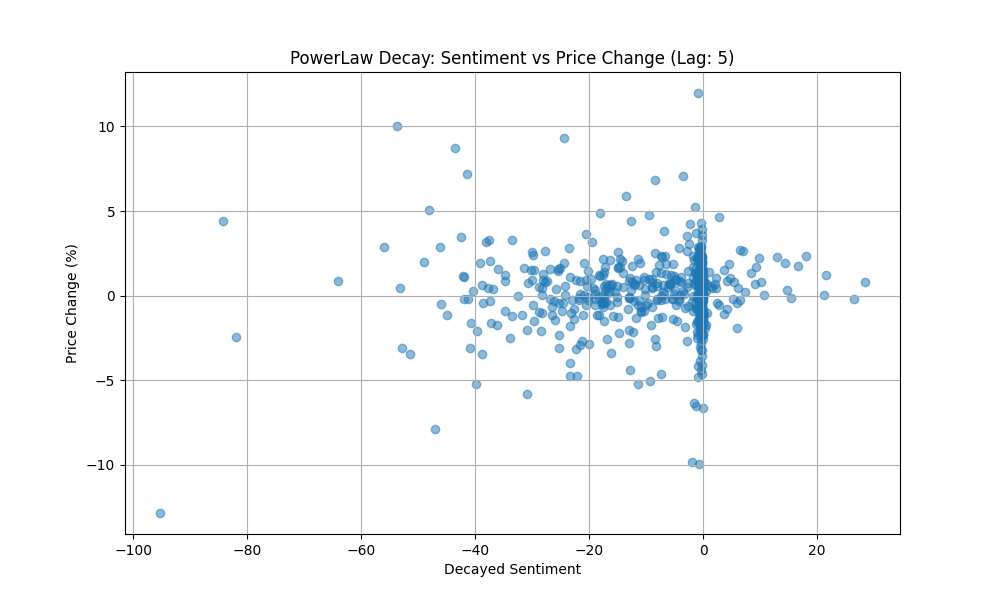 PowerLaw Decay: Sentiment vs Price Change (Lag: 5)
10
5
0
−5
−10
Price Change (%)
−100 −80 −60 −40 −20 0 20
Decayed Sentiment